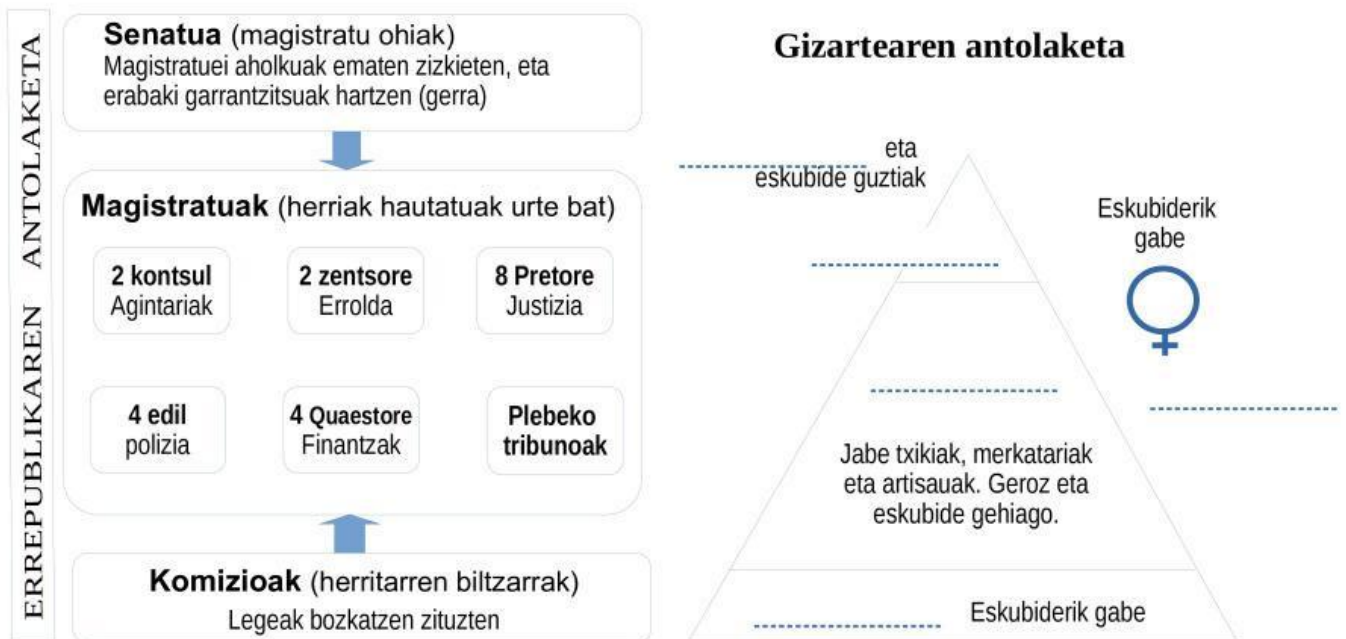 ERREPUBLIKAREN ANTOLAKETA
Senatua (magistratu ohiak)
Magistratuei aholkuak ematen zizkieten, eta
erabaki garrantzitsuak hartzen (gerra)
Magistratuak (herriak hautatuak urte bat)
2 kontsul
Agintariak
2 zentsore
Errolda
8 Pretore
Justizia
4 edil
polizia
4 Quaestore
Finantzak
Plebeko
tribunoak
Komizioak (herritarren biltzarrak)
Legeak bozkatzen zituzten
Gizartearen antolaketa
eta
eskubide guztiak
Eskubiderik
gabe
Jabe txikiak, merkatariak
eta artisauak. Geroz eta
eskubide gehiago.
Eskubiderik gabe